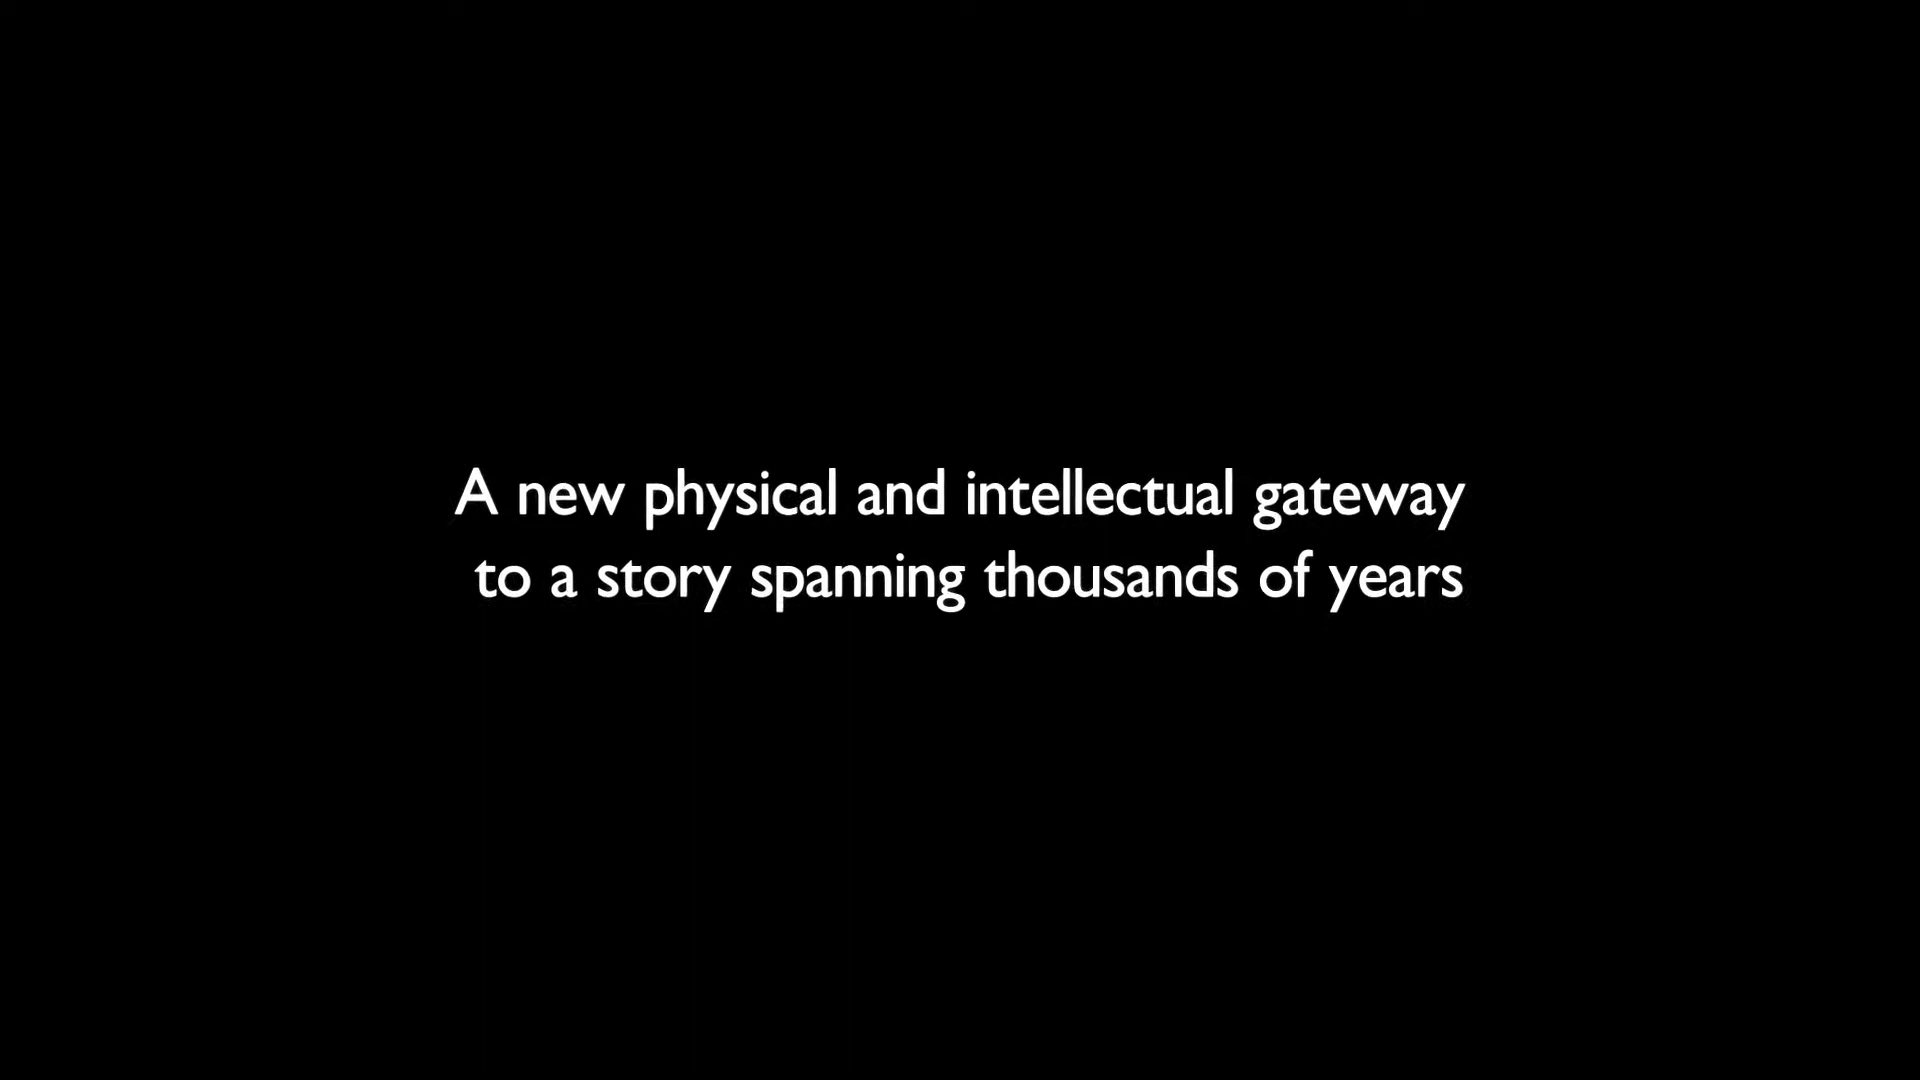 A new physical and intellectual gateway
to a story spanning thousands of years